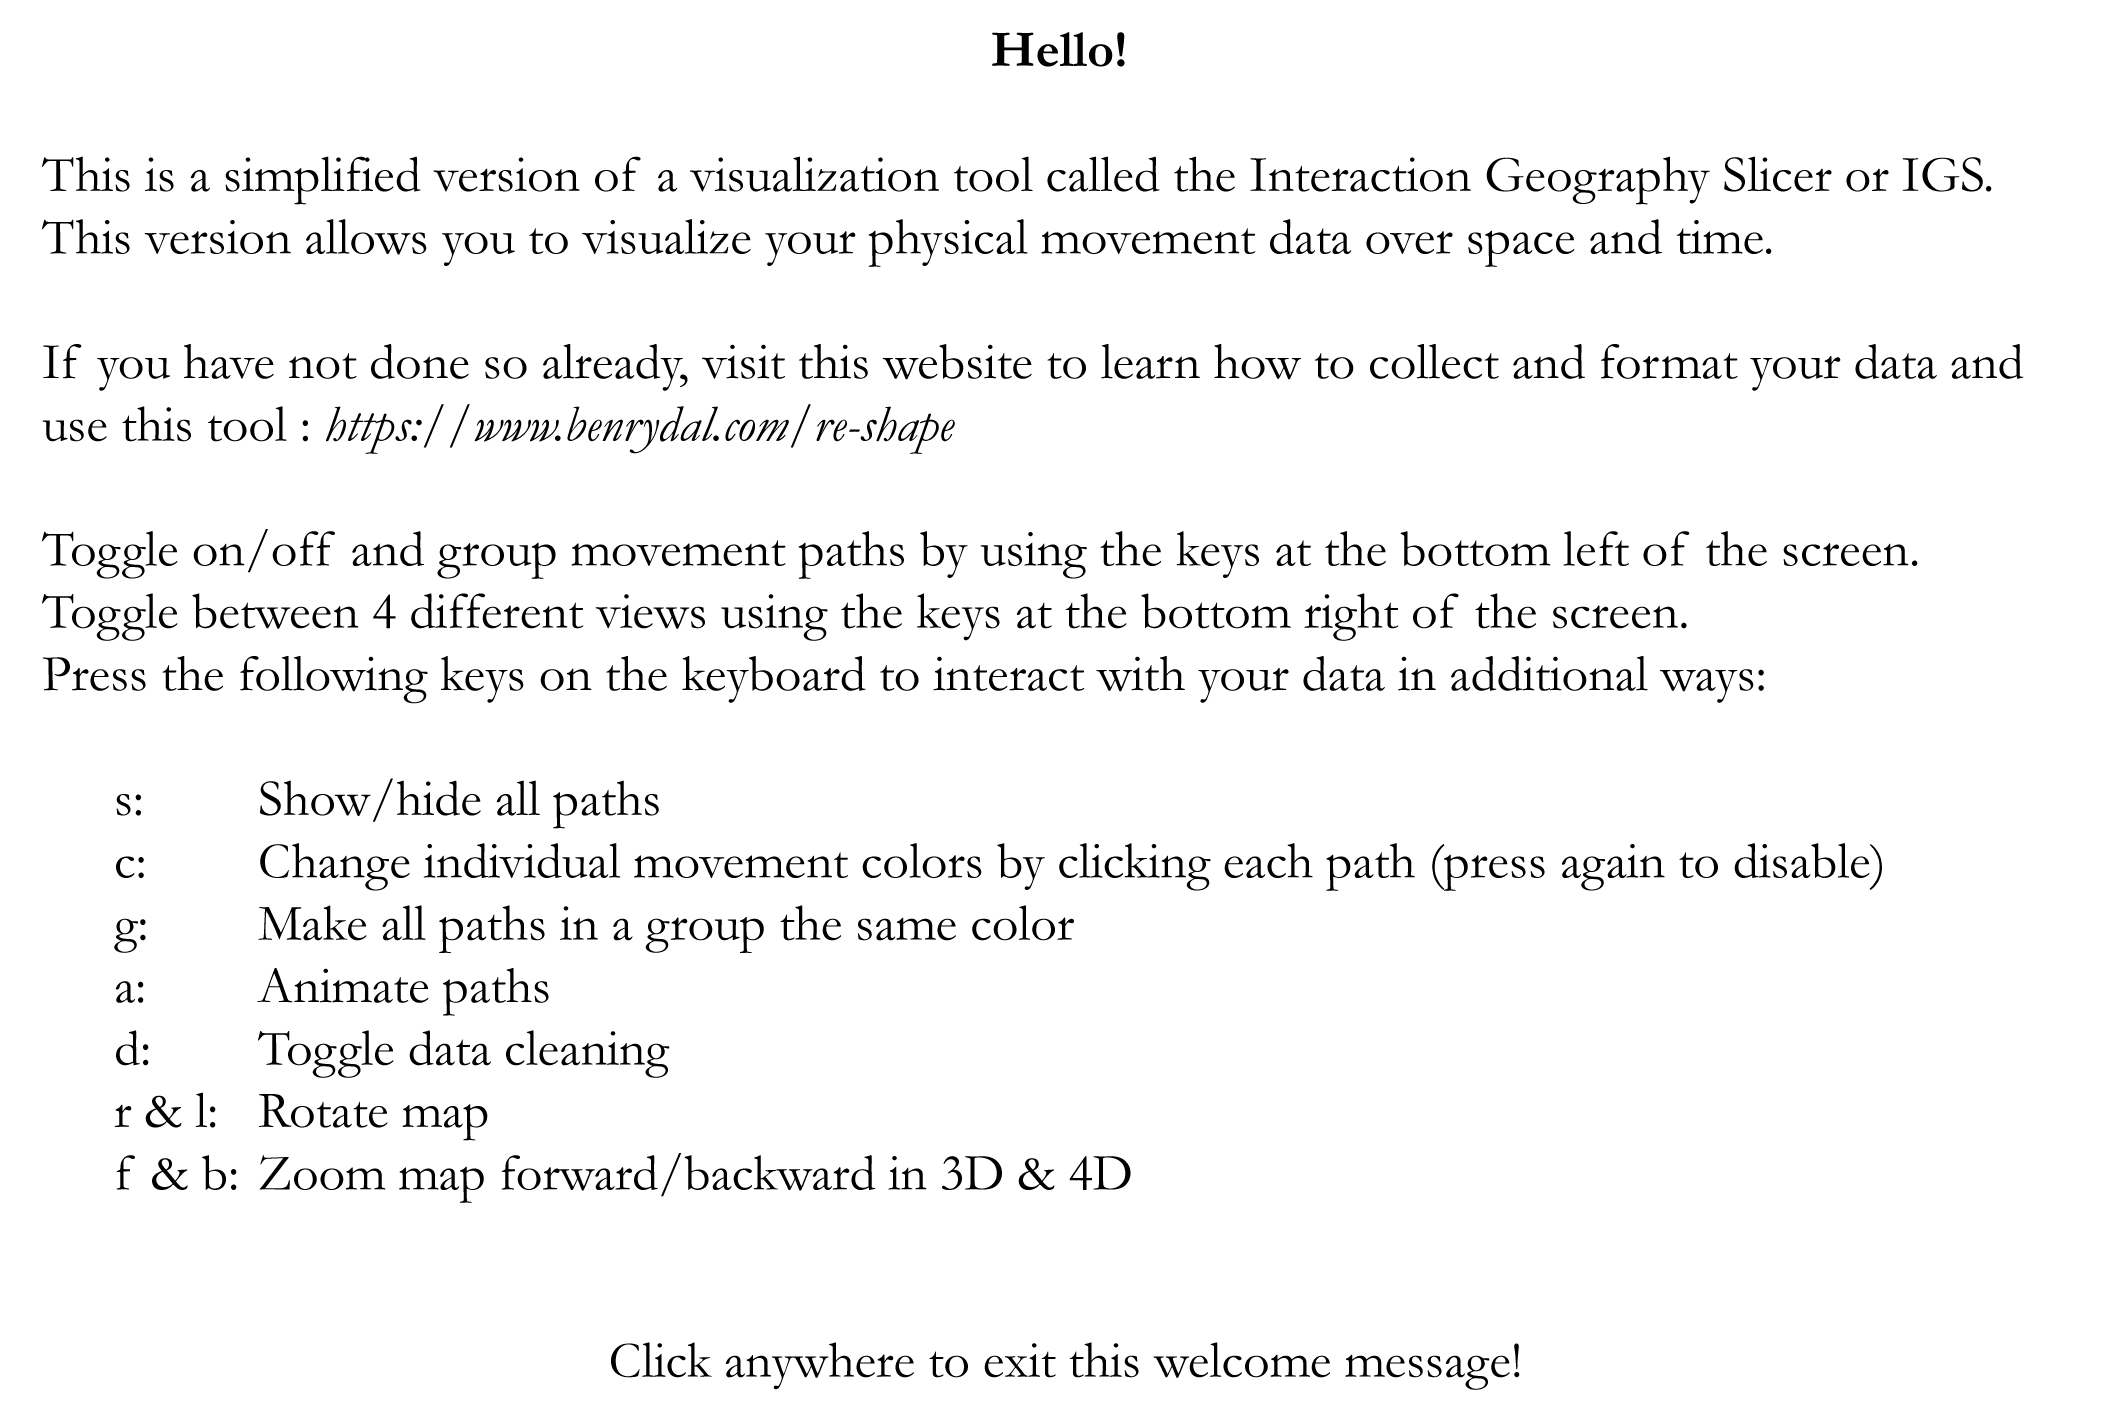 Hello!
This is a simplified version of a visualization tool called the Interaction Geography Slicer or IGS.
This version allows you to visualize your physical movement data over space and time.
If you have not done so already, visit this website to learn how to collect and format your data and
use this tool : https://www.benrydal.com/re-shape
Toggle on/off and group movement paths by using the keys at the bottom left of the screen.
Toggle between 4 different views using the keys at the bottom right of the screen.
Press the following keys on the keyboard to interact with your data in additional ways:
s: Show/hide all paths
c: Change individual movement colors by clicking each path (press again to disable)
g: Make all paths in a group the same color
a: Animate paths
d: Toggle data cleaning
r & l: Rotate map
f & b: Zoom map forward/backward in 3D & 4D
Click anywhere to exit this welcome message!